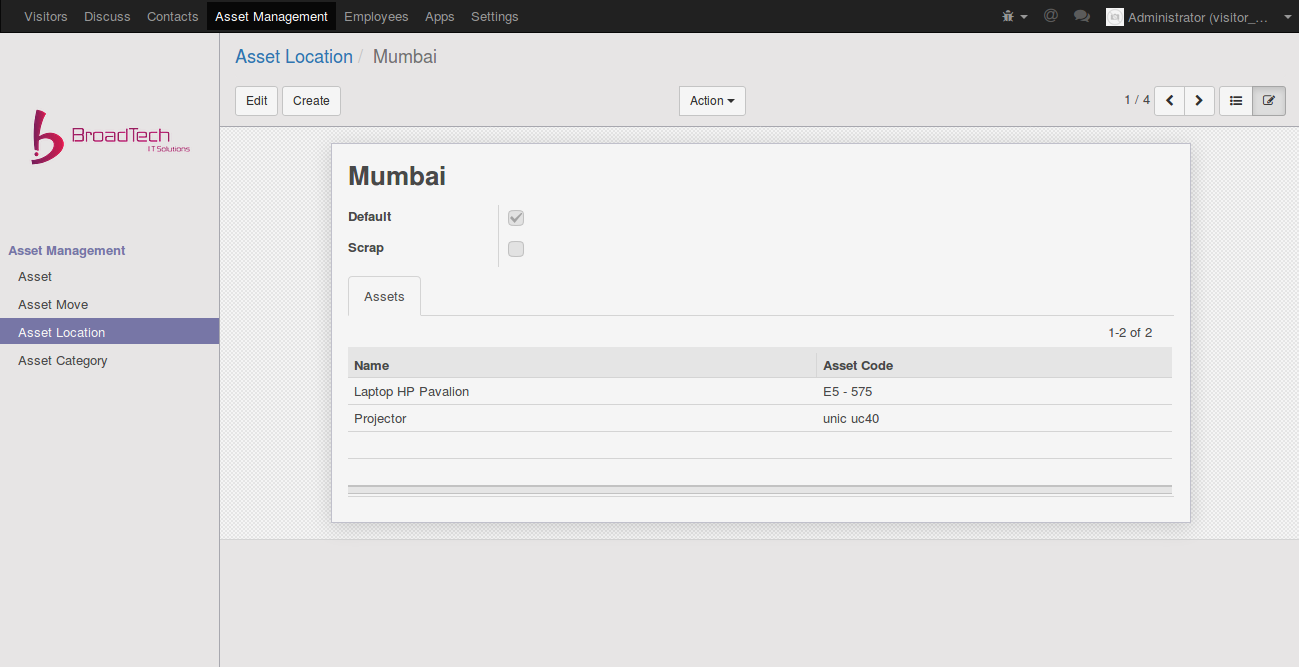 Visitors Discuss Contacts Asset Management Employees Apps Settings @ Administrator (visitor_...
Asset Location / Mumbai
Edit Create Action 1 / 4
BroadTech
IT Solutions
Mumbai
Default
Scrap
Asset Management
Asset
Asset Move
Asset Location
Asset Category
Assets
1-2 of 2
Name Asset Code
Laptop HP Pavalion E5 - 575
Projector unic uc40